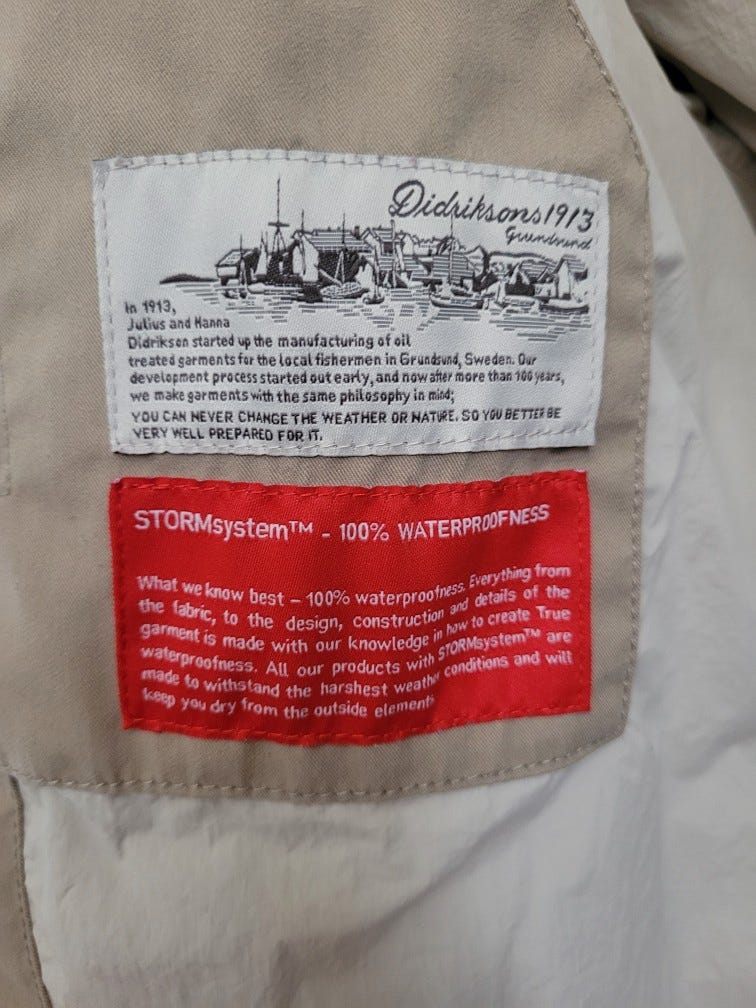 Didriksons1913
Grundsund
In 1913,
Julius and Hanna
Didrikson started up the manufacturing of oil
treated garments for the local fishermen in Grundsund, Sweden. Our
development process started out early, and now after more than 100 years,
we make garments with the same philosophy in mind;
YOU CAN NEVER CHANGE THE WEATHER OR NATURE. SO YOU BETTER BE
VERY WELL PREPARED FOR IT.
STORMsystem™ - 100% WATERPROOFNESS
What we know best – 100% waterproofness. Everything from
the fabric, to the design, construction and details of the
garment is made with our knowledge in how to create True
waterproofness. All our products with STORMsystem™ are
made to withstand the harshest weather conditions and will
keep you dry from the outside elements